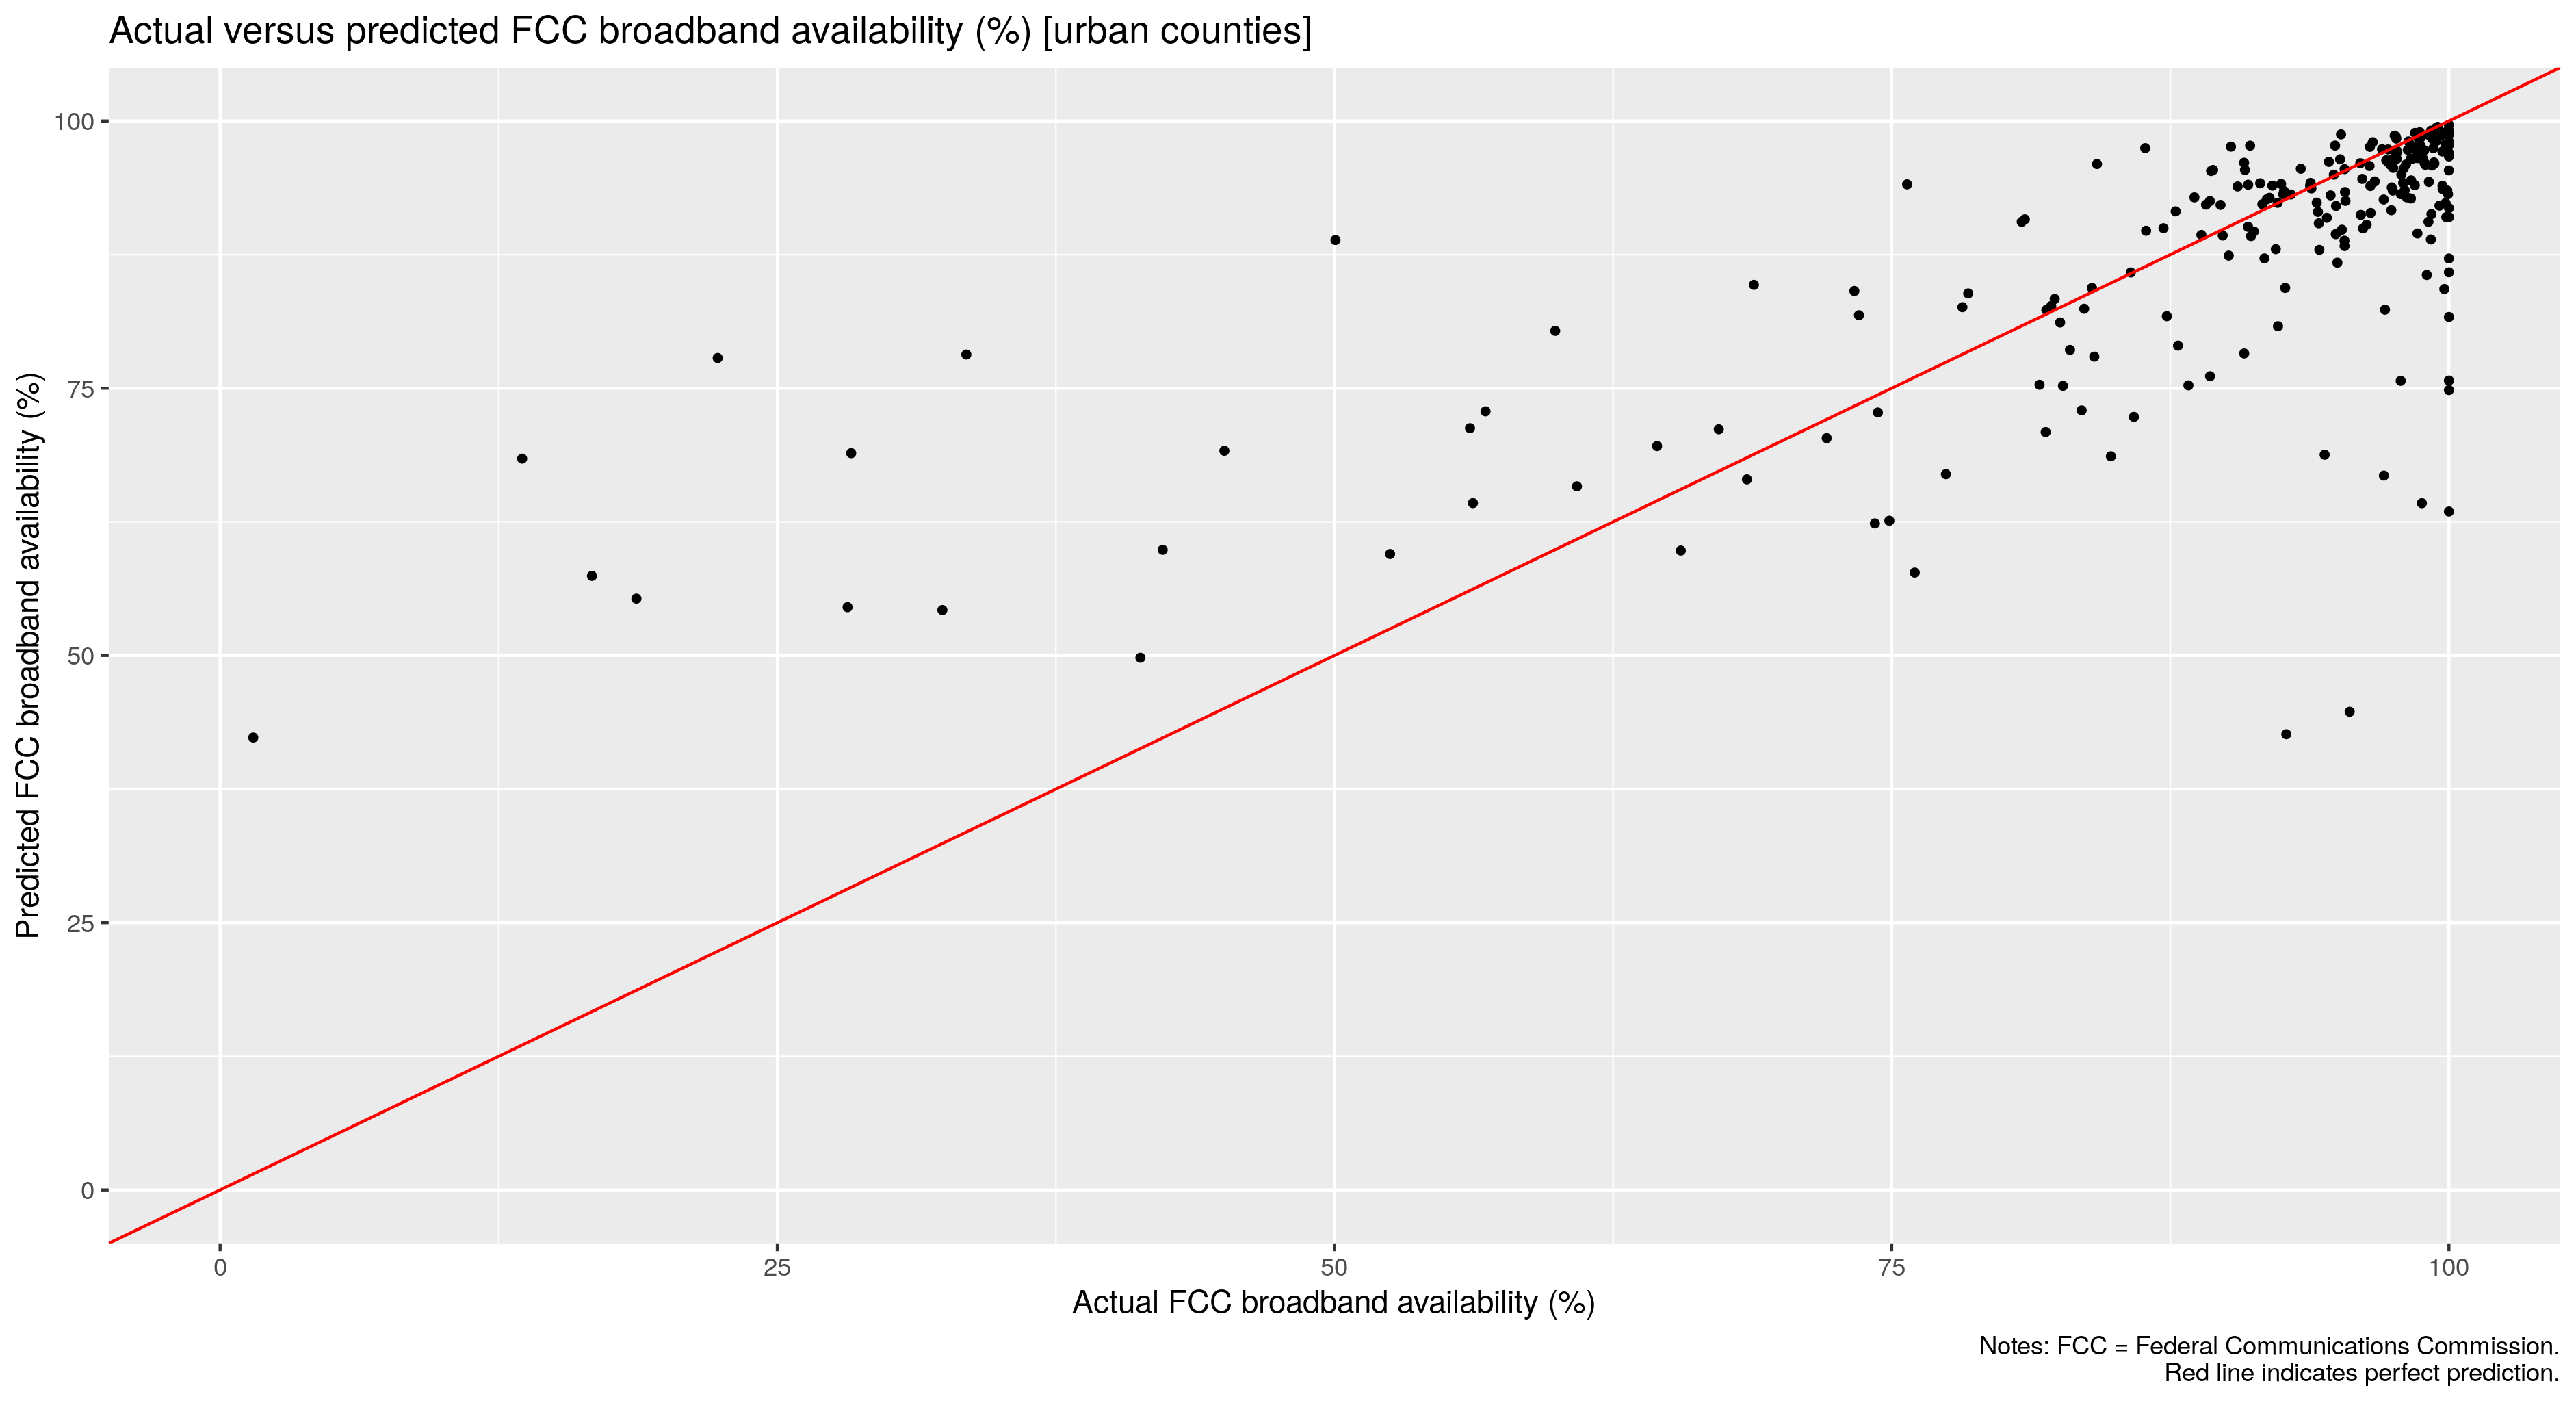 Actual versus predicted FCC broadband availability (%) [urban counties]
Predicted FCC broadband availability (%)
100
75
50
25
0
0 25 50 75 100
Actual FCC broadband availability (%)
Notes: FCC = Federal Communications Commission.
Red line indicates perfect prediction.